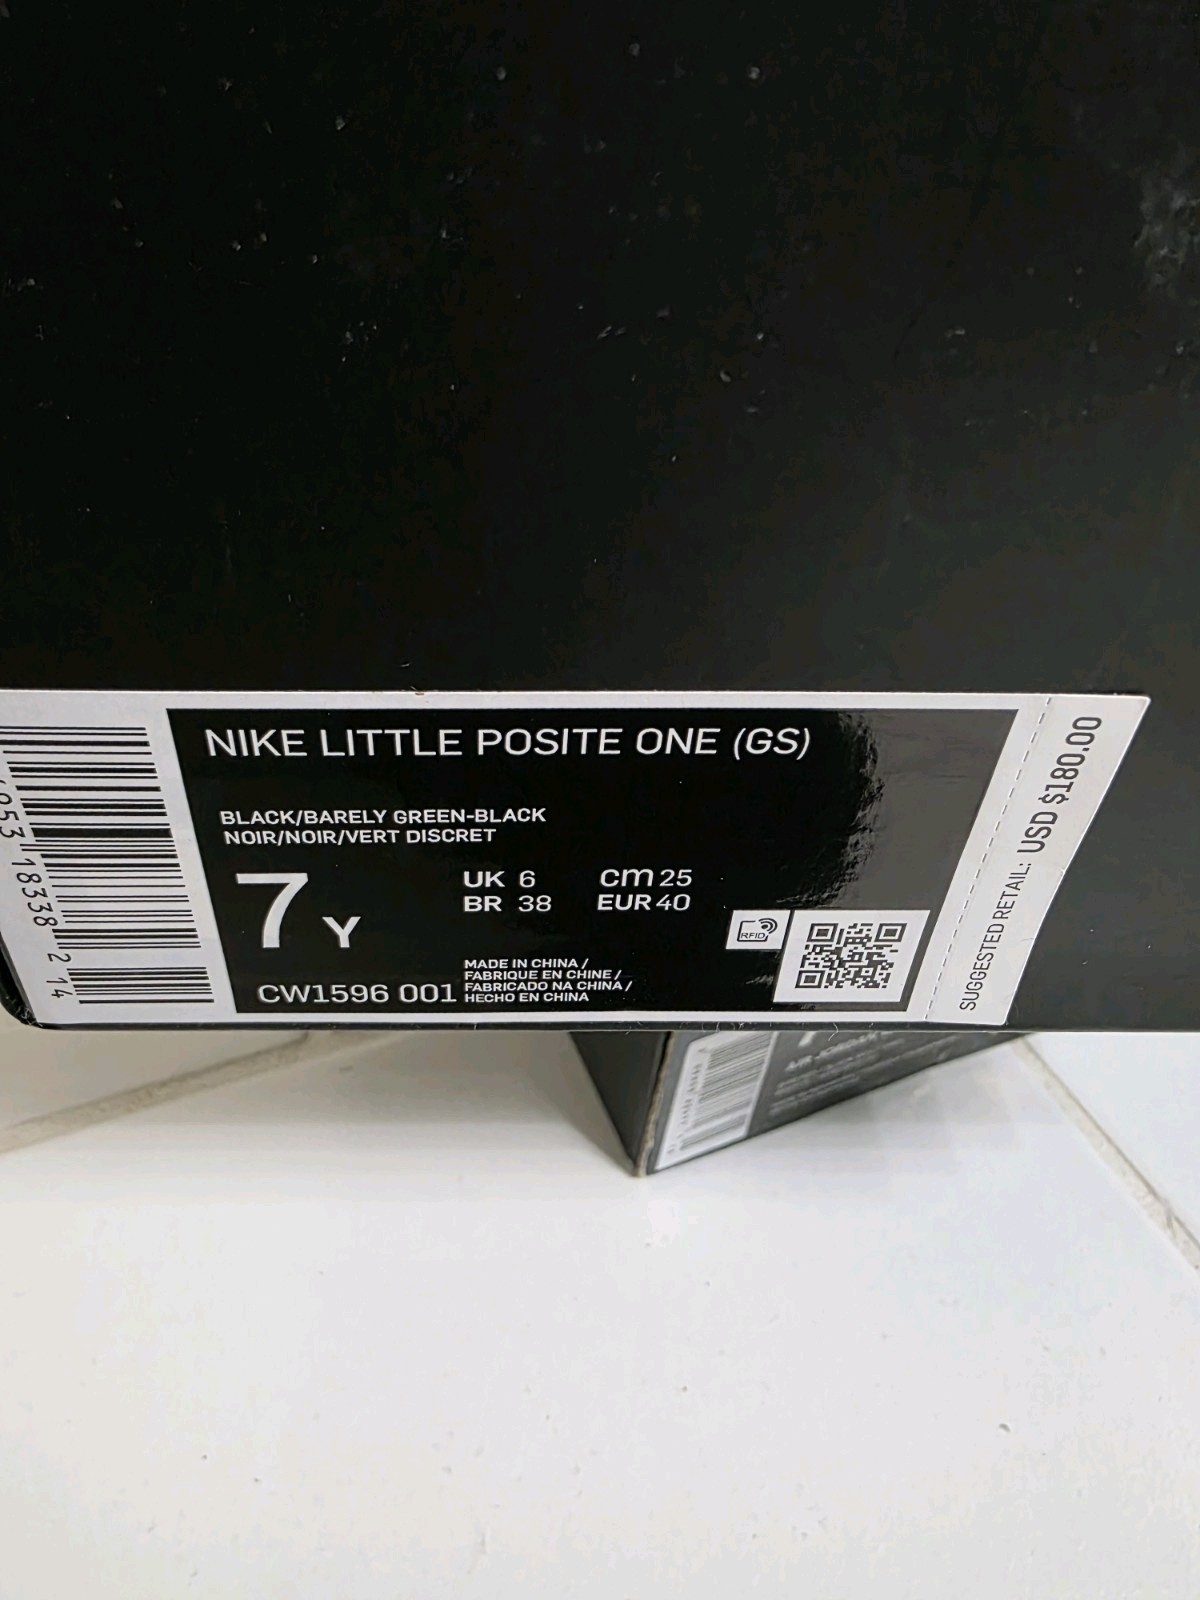 NIKE LITTLE POSITE ONE (GS)
BLACK/BARELY GREEN-BLACK
NOIR/NOIR/VERT DISCRET
7 Y
UK 6
cm 25
BR 38
EUR 40
CW1596 001
MADE IN CHINA /
FABRIQUE EN CHINE /
FABRICADO NA CHINA /
HECHO EN CHINA
RFID
SUGGESTED RETAIL: USD $180.00
18338 2 14